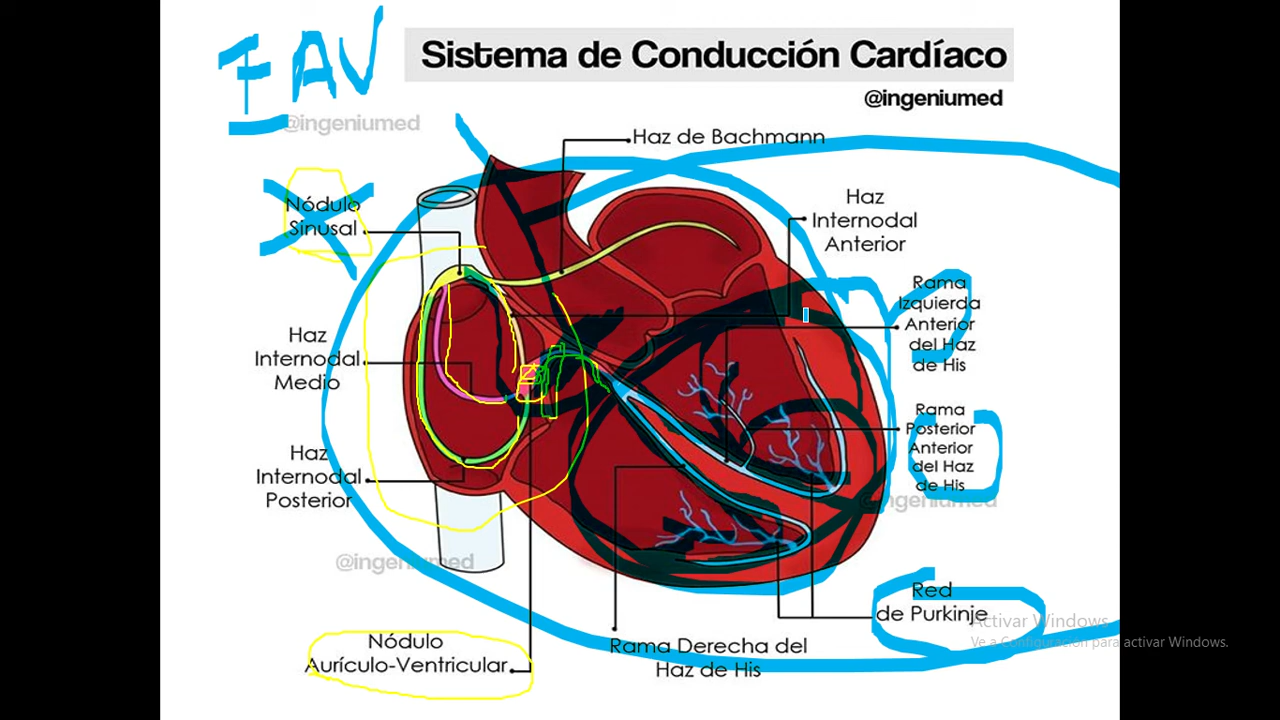 I AV
Sistema de Conducción Cardíaco
@ingeniumed
@ingeniumed
Haz de Bachmann
Nódulo
Sinusal
Haz
Internodal
Anterior
Rama
Izquierda
Anterior
del Haz
de His
Haz
Internodal
Medio
Rama
Posterior
Anterior
del Haz
de His
Haz
Internodal
Posterior
@ingeniumed
@ingeniumed
Red
de Purkinje
Activar Windows
Ve a Configuración para activar Windows.
Nódulo
Aurículo-Ventricular
Rama Derecha del
Haz de His